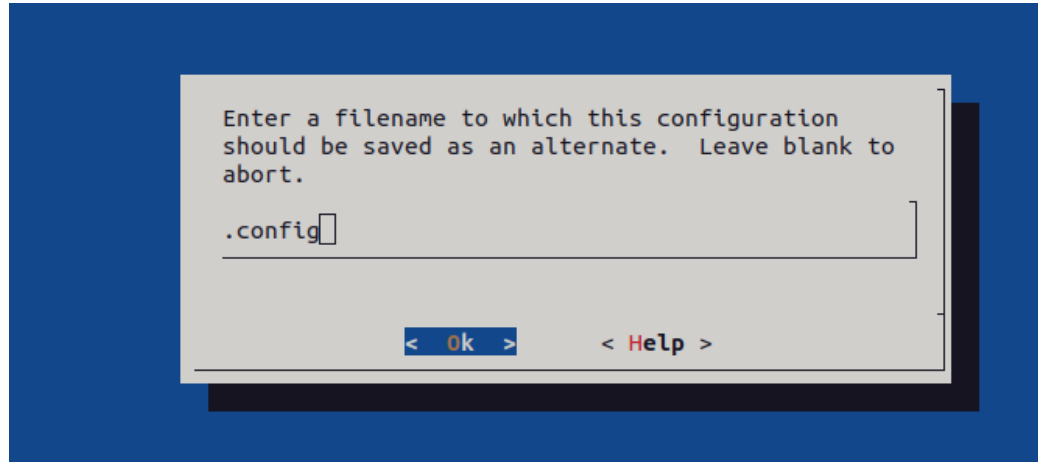 Enter a filename to which this configuration
should be saved as an alternate.  Leave blank to
abort.
.config
<  Ok  >      < Help >